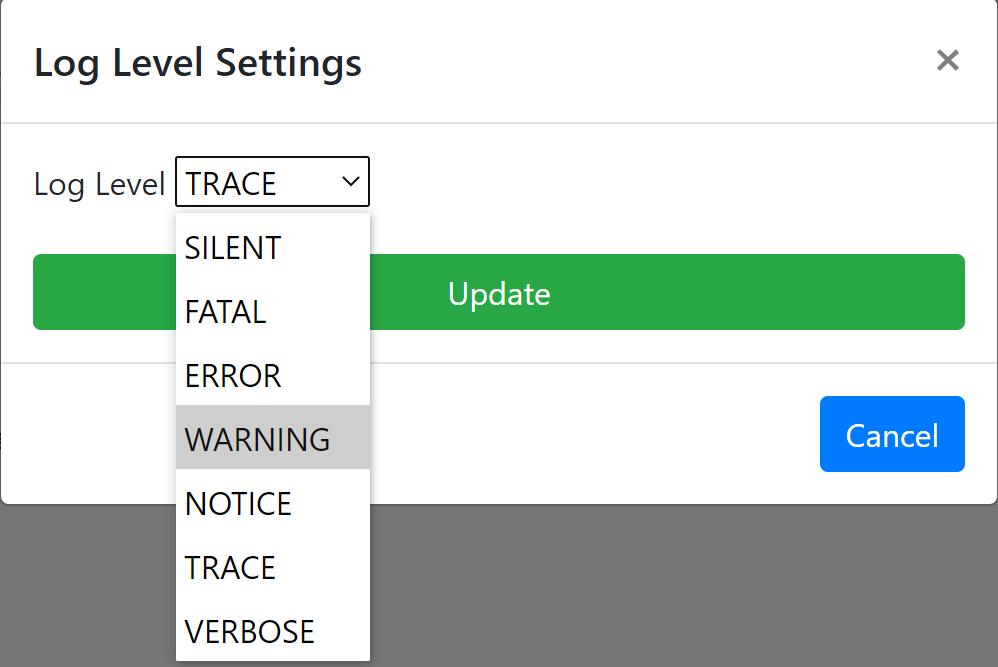 Log Level Settings
×
Log Level TRACE
SILENT
Update
FATAL
ERROR
WARNING
Cancel
NOTICE
TRACE
VERBOSE